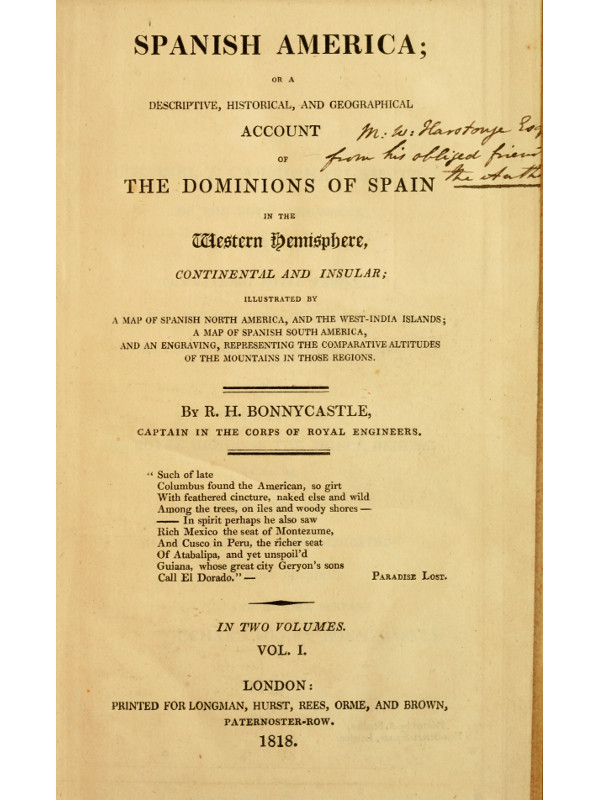 SPANISH AMERICA;
OR A
DESCRIPTIVE, HISTORICAL, AND GEOGRAPHICAL
ACCOUNT
M. W. Harstonge Esq
OF
from his obliged friend
THE DOMINIONS OF SPAIN
the Auth
IN THE
Western Hemisphere,
CONTINENTAL AND INSULAR;
ILLUSTRATED BY
A MAP OF SPANISH NORTH AMERICA, AND THE WEST-INDIA ISLANDS;
A MAP OF SPANISH SOUTH AMERICA,
AND AN ENGRAVING, REPRESENTING THE COMPARATIVE ALTITUDES
OF THE MOUNTAINS IN THOSE REGIONS.
BY R. H. BONNYCASTLE,
CAPTAIN IN THE CORPS OF ROYAL ENGINEERS.
“ Such of late
Columbus found the American, so girt
With feathered cincture, naked else and wild
Among the trees, on iles and woody shores —
—— In spirit perhaps he also saw
Rich Mexico the seat of Montezume,
And Cusco in Peru, the richer seat
Of Atabalipa, and yet unspoil'd
Guiana, whose great city Geryon's sons
Call El Dorado.” — PARADISE LOST.
IN TWO VOLUMES.
VOL. I.
LONDON:
PRINTED FOR LONGMAN, HURST, REES, ORME, AND BROWN,
PATERNOSTER-ROW.
1818.